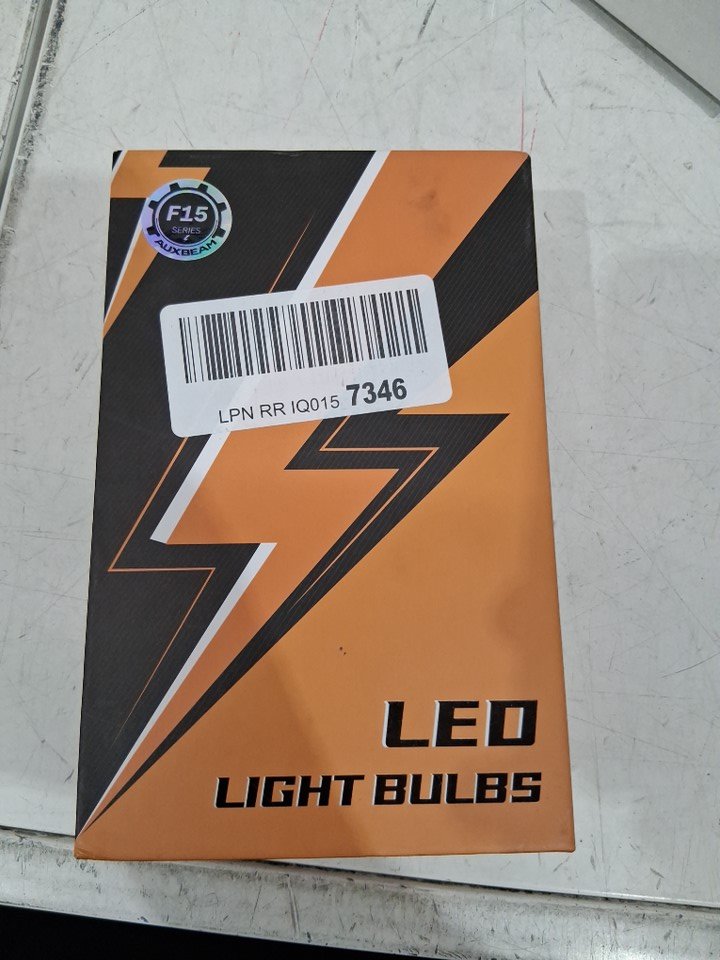 F15
SERIES
AUXBEAM
LPN RR IQ015 7346
LED
LIGHT BULBS